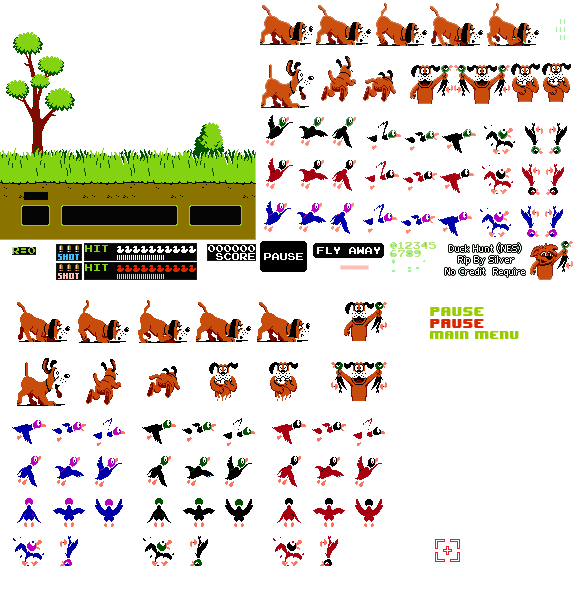 R=0
SHOT
HIT
SHOT
HIT
000000
SCORE
PAUSE
FLY AWAY
012345
6789
Duck Hunt (NES)
Rip By Silver
No Credit Require
PAUSE
PAUSE
MAIN MENU